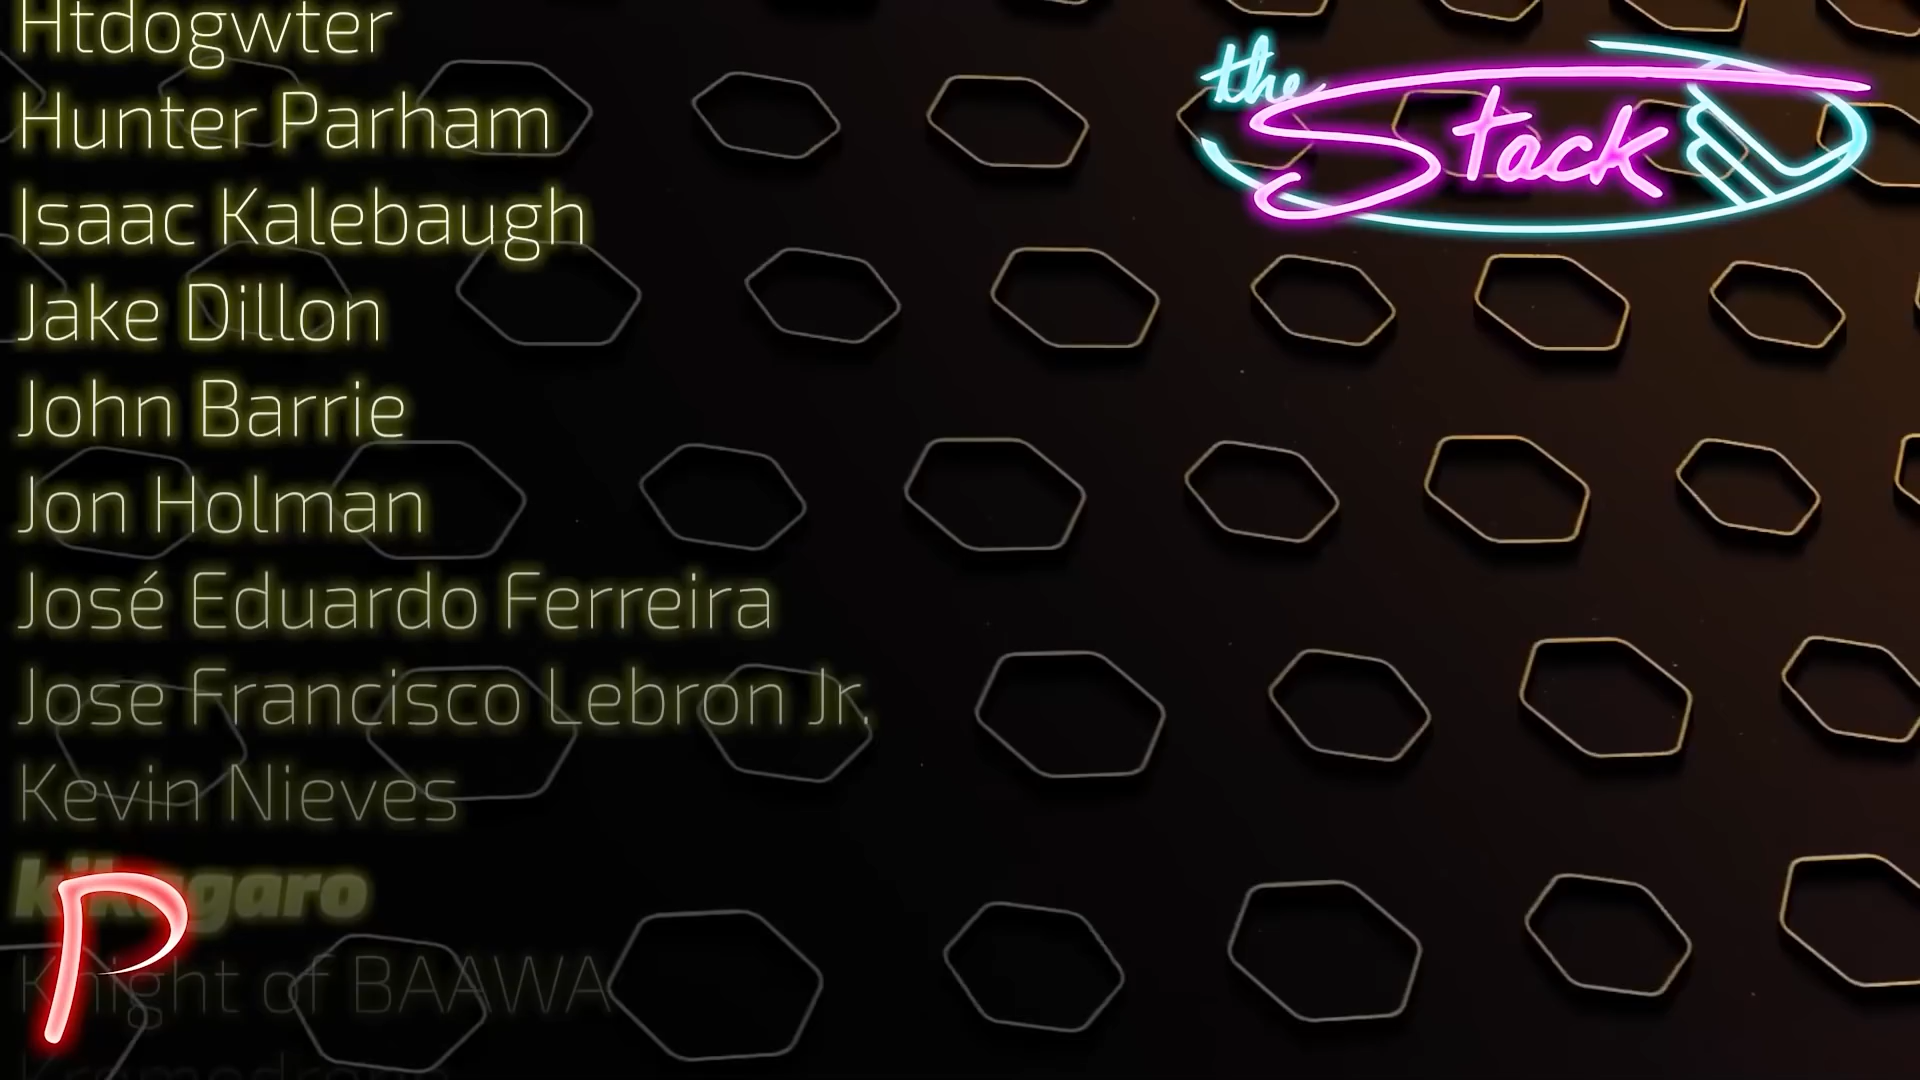 Htdogwter
Hunter Parham
Isaac Kalebaugh
Jake Dillon
John Barrie
Jon Holman
José Eduardo Ferreira
Jose Francisco Lebron Jr.
Kevin Nieves
Knight of BAAWA
P
the
Stack